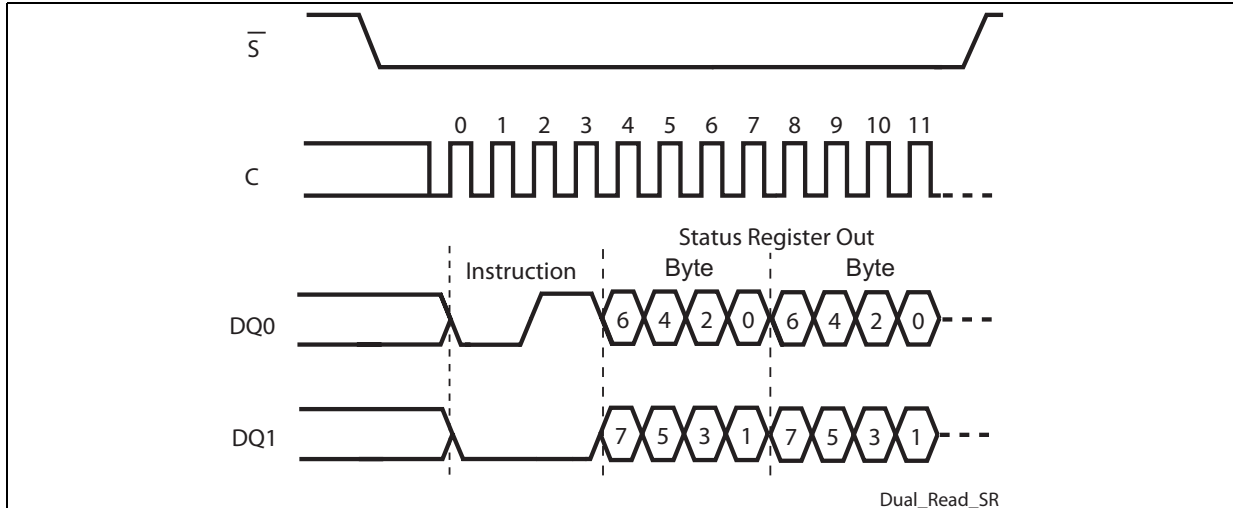 S
0 1 2 3 4 5 6 7 8 9 10 11
C
Status Register Out
Instruction Byte Byte
DQ0 6 4 2 0 6 4 2 0
DQ1 7 5 3 1 7 5 3 1
Dual_Read_SR